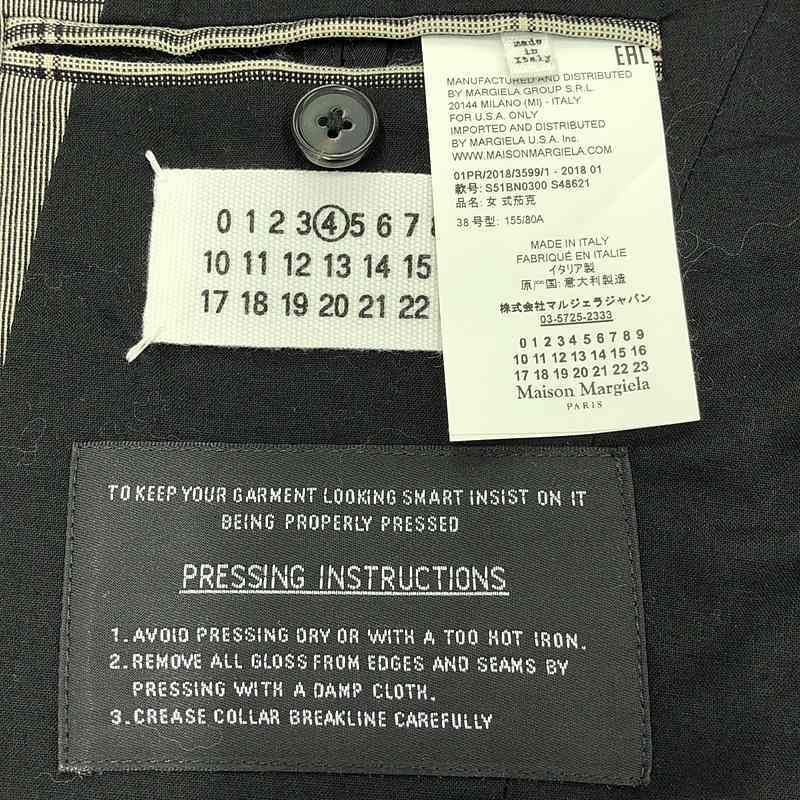 made
in
Italy
EAC
MANUFACTURED AND DISTRIBUTED
BY MARGIELA GROUP S.R.L.
20144 MILANO (MI) - ITALY
FOR U.S.A. ONLY
IMPORTED AND DISTRIBUTED
BY MARGIELA U.S.A. Inc.
WWW.MAISONMARGIELA.COM
01PR/2018/3599/1 - 2018 01
款号: S51BN0300 S48621
品名: 女 式茄克
38 号型: 155/80A
MADE IN ITALY
FABRIQUÉ EN ITALIE
イタリア製
原产国: 意大利製造
株式会社マルジェラジャパン
03-5725-2333
0 1 2 3 4 5 6 7 8 9
10 11 12 13 14 15 16
17 18 19 20 21 22 23
Maison Margiela
PARIS
0 1 2 3 4 5 6 7 8
10 11 12 13 14 15
17 18 19 20 21 22
TO KEEP YOUR GARMENT LOOKING SMART INSIST ON IT
BEING PROPERLY PRESSED
PRESSING INSTRUCTIONS
1. AVOID PRESSING DRY OR WITH A TOO HOT IRON.
2. REMOVE ALL GLOSS FROM EDGES AND SEAMS BY
PRESSING WITH A DAMP CLOTH.
3. CREASE COLLAR BREAKLINE CAREFULLY